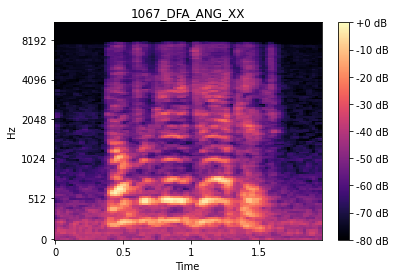 1067_DFA_ANG_XX
+0 dB
8192
-10 dB
4096
-20 dB
-30 dB
2048
Hz
-40 dB
1024
-50 dB
512
-60 dB
-70 dB
0
-80 dB
0
0.5
1
1.5
Time